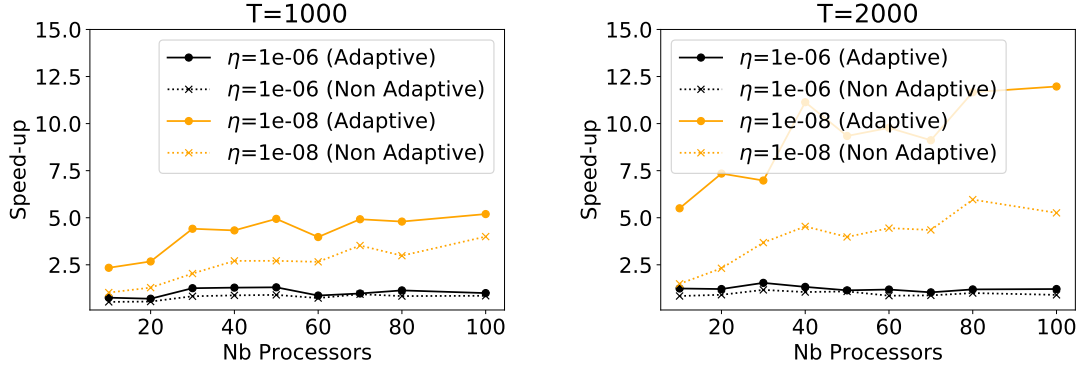 T=1000
15.0
12.5
10.0
7.5
5.0
2.5
Speed-up
η=1e-06 (Adaptive)
η=1e-06 (Non Adaptive)
η=1e-08 (Adaptive)
η=1e-08 (Non Adaptive)
20 40 60 80 100
Nb Processors
T=2000
15.0
12.5
10.0
7.5
5.0
2.5
Speed-up
η=1e-06 (Adaptive)
η=1e-06 (Non Adaptive)
η=1e-08 (Adaptive)
η=1e-08 (Non Adaptive)
20 40 60 80 100
Nb Processors